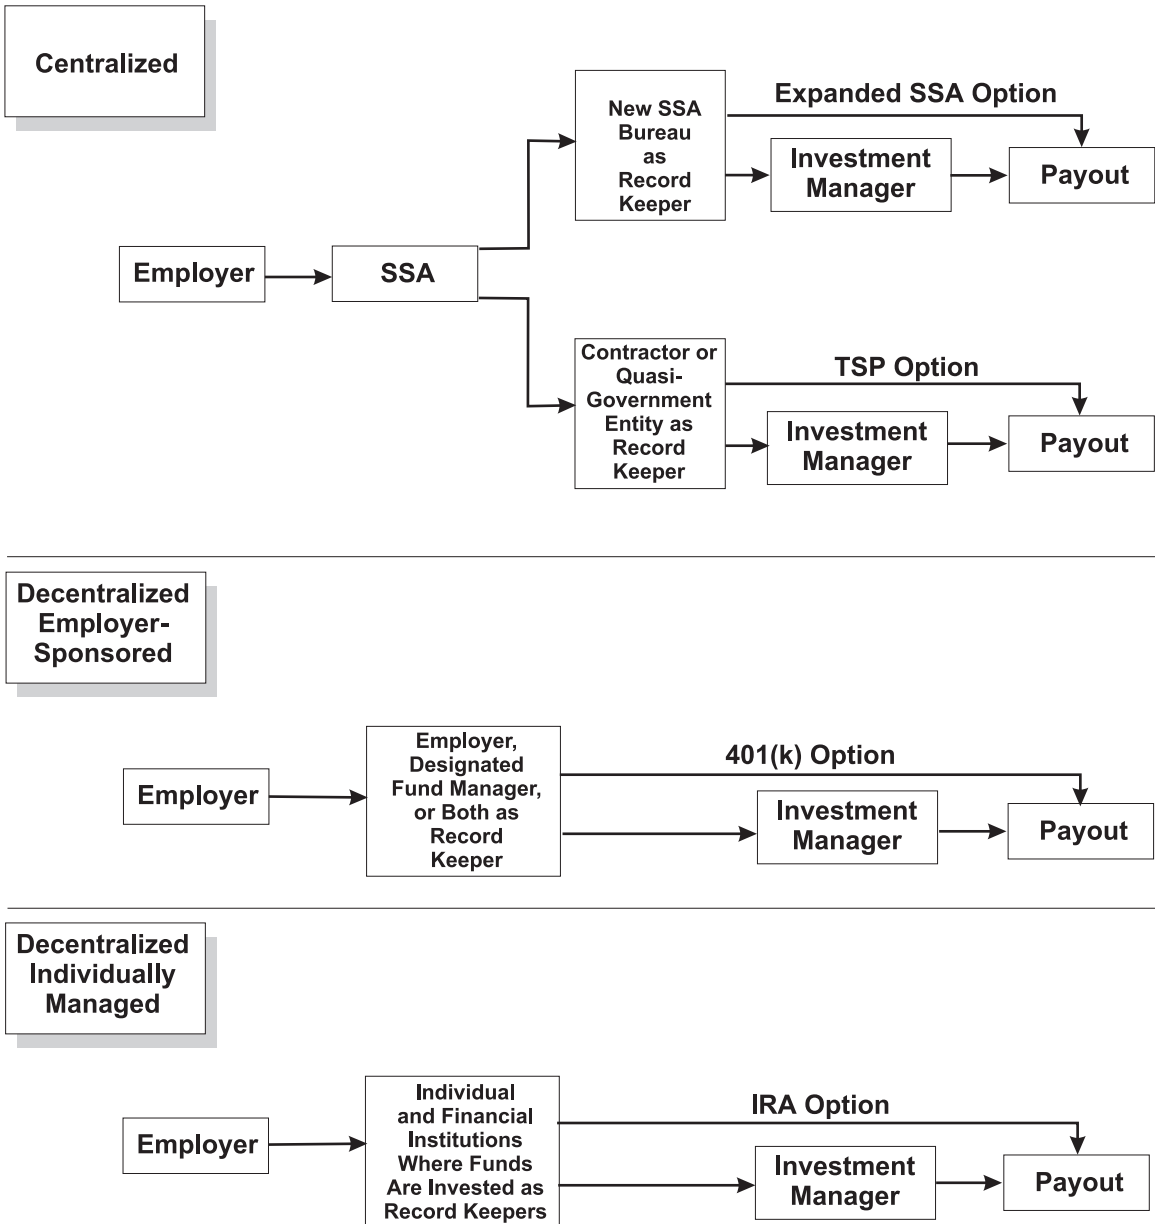 Centralized
Expanded SSA Option
New SSA
Bureau
as
Record
Keeper
Investment
Manager
Payout
Employer
SSA
Contractor or
Quasi-
Government
Entity as
Record
Keeper
TSP Option
Investment
Manager
Payout
Decentralized
Employer-
Sponsored
Employer
Employer,
Designated
Fund Manager,
or Both as
Record
Keeper
401(k) Option
Investment
Manager
Payout
Decentralized
Individually
Managed
Employer
Individual
and Financial
Institutions
Where Funds
Are Invested as
Record Keepers
IRA Option
Investment
Manager
Payout